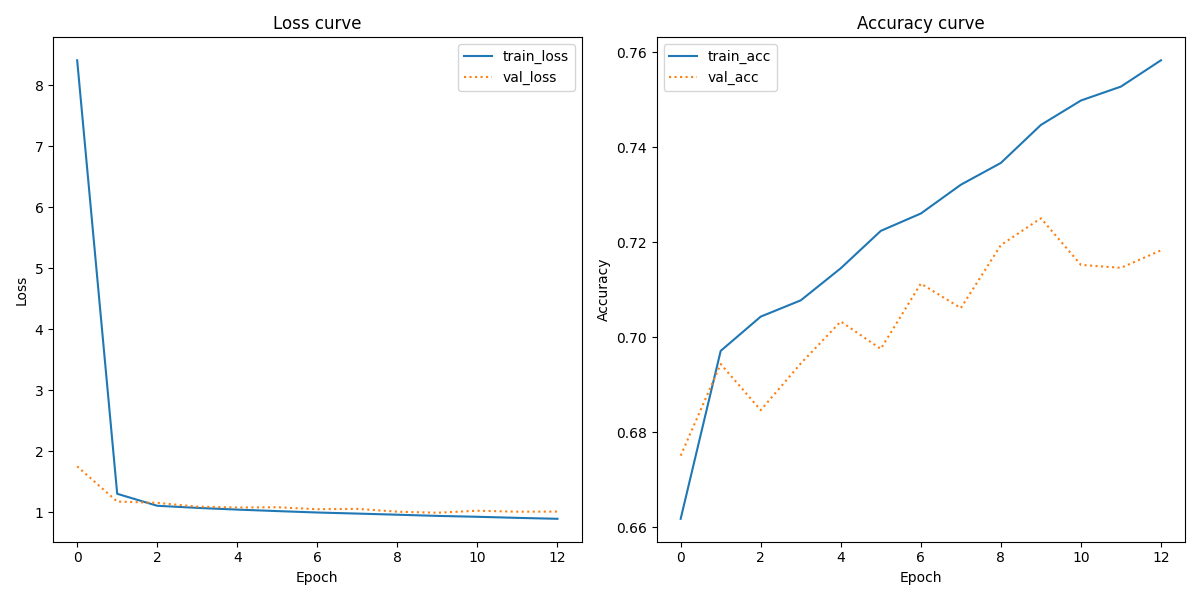 Loss curve
train_loss
val_loss
8
7
6
5
4
3
2
1
Loss
0 2 4 6 8 10 12
Epoch
Accuracy curve
train_acc
val_acc
0.76
0.74
0.72
0.70
0.68
0.66
Accuracy
0 2 4 6 8 10 12
Epoch